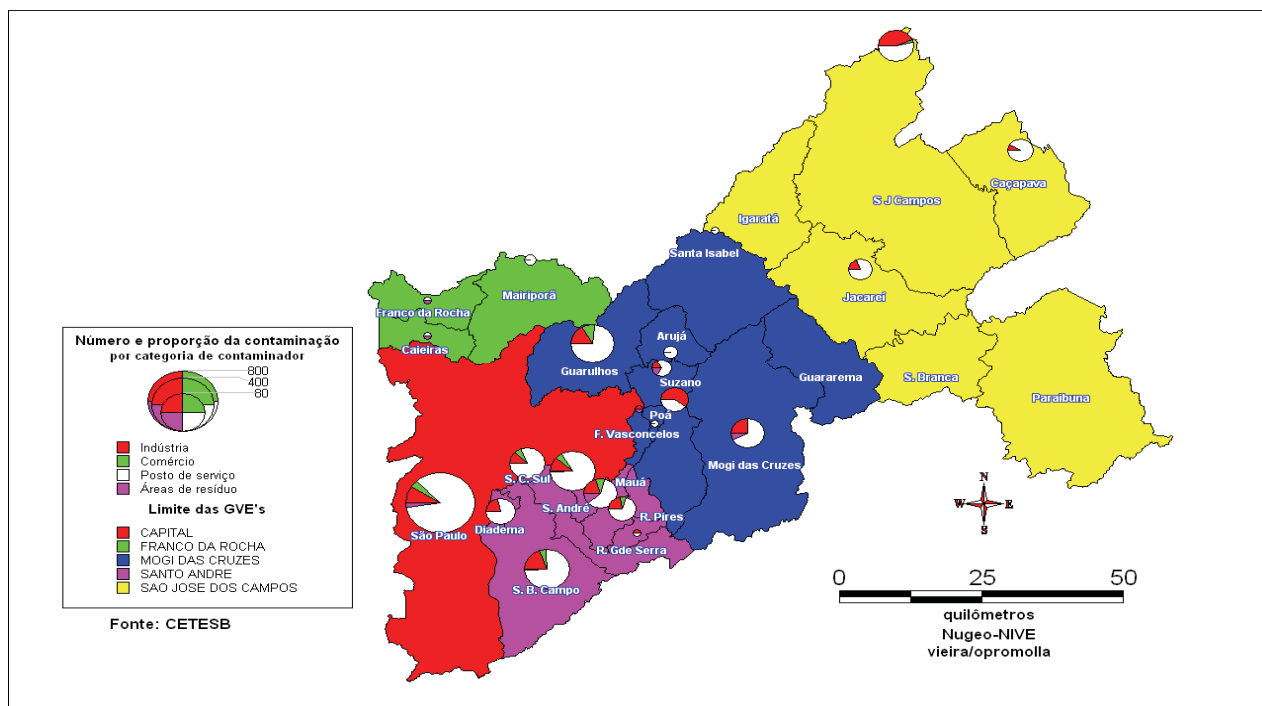 Caçapava
S J Campos
Igaratá
Santa Isabel
Jacareí
Mairiporã
Franco da Rocha
Caieiras
Arujá
Guarulhos
Suzano
Guararema
S. Branca
Paraibuna
Poá
F. Vasconcelos
Mogi das Cruzes
S. C. Sul
Mauá
S. André
R. Pires
Diadema
São Paulo
R. Gde Serra
S. B. Campo
Número e proporção da contaminação
por categoria de contaminador
800
400
80
Indústria
Comércio
Posto de serviço
Áreas de resíduo
Limite das GVE's
CAPITAL
FRANCO DA ROCHA
MOGI DAS CRUZES
SANTO ANDRE
SAO JOSE DOS CAMPOS
Fonte: CETESB
N
W E
S
0 25 50
quilômetros
Nugeo-NIVE
vieira/opromolla